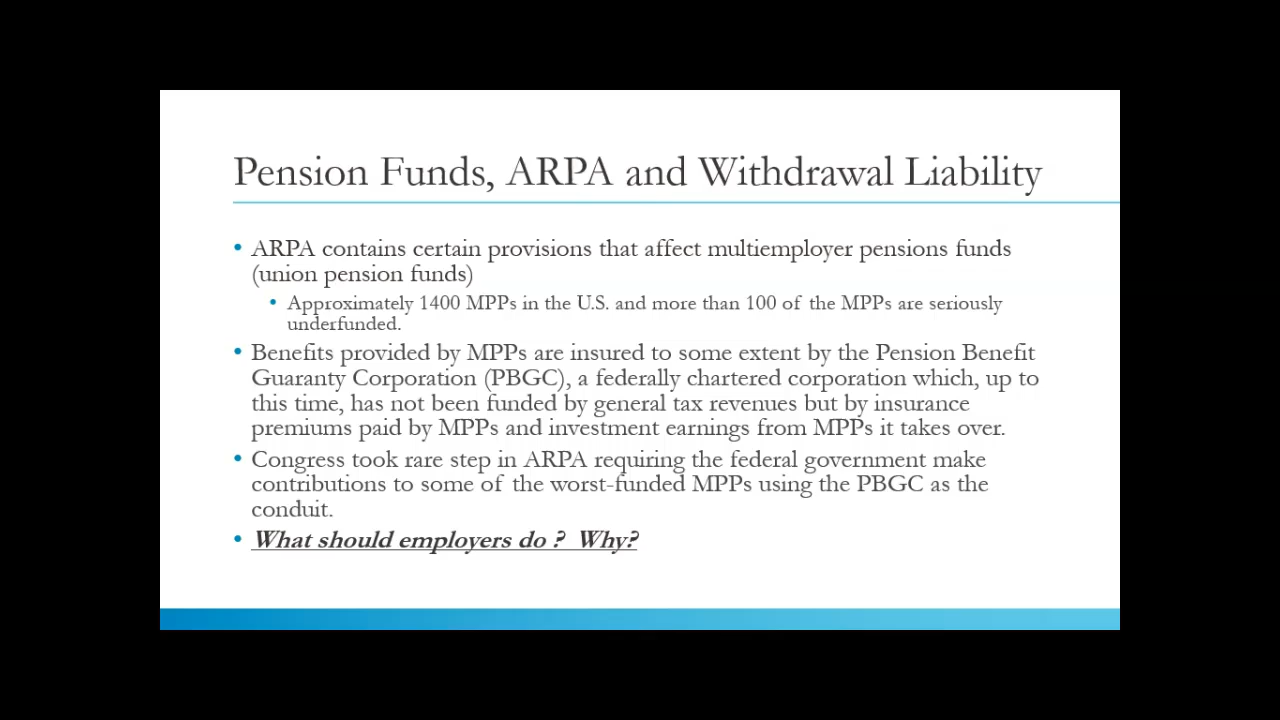 Pension Funds, ARPA and Withdrawal Liability
• ARPA contains certain provisions that affect multiemployer pensions funds
(union pension funds)
• Approximately 1400 MPPs in the U.S. and more than 100 of the MPPs are seriously
underfunded.
• Benefits provided by MPPs are insured to some extent by the Pension Benefit
Guaranty Corporation (PBGC), a federally chartered corporation which, up to
this time, has not been funded by general tax revenues but by insurance
premiums paid by MPPs and investment earnings from MPPs it takes over.
• Congress took rare step in ARPA requiring the federal government make
contributions to some of the worst-funded MPPs using the PBGC as the
conduit.
• What should employers do ? Why?